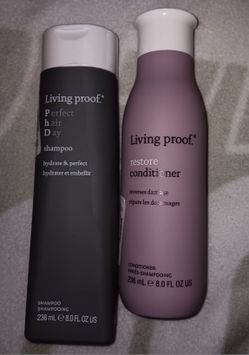 Living proof.®
Perfect
hair
Day
shampoo
hydrate & perfect
hydrater et embellir
SHAMPOO
SHAMPOOING
236 mL ℮ 8.0 FL OZ US
Living proof.®
restore
conditioner
reverses damage
répare les dommages
CONDITIONER
APRÈS-SHAMPOOING
236 mL ℮ 8.0 FL OZ US